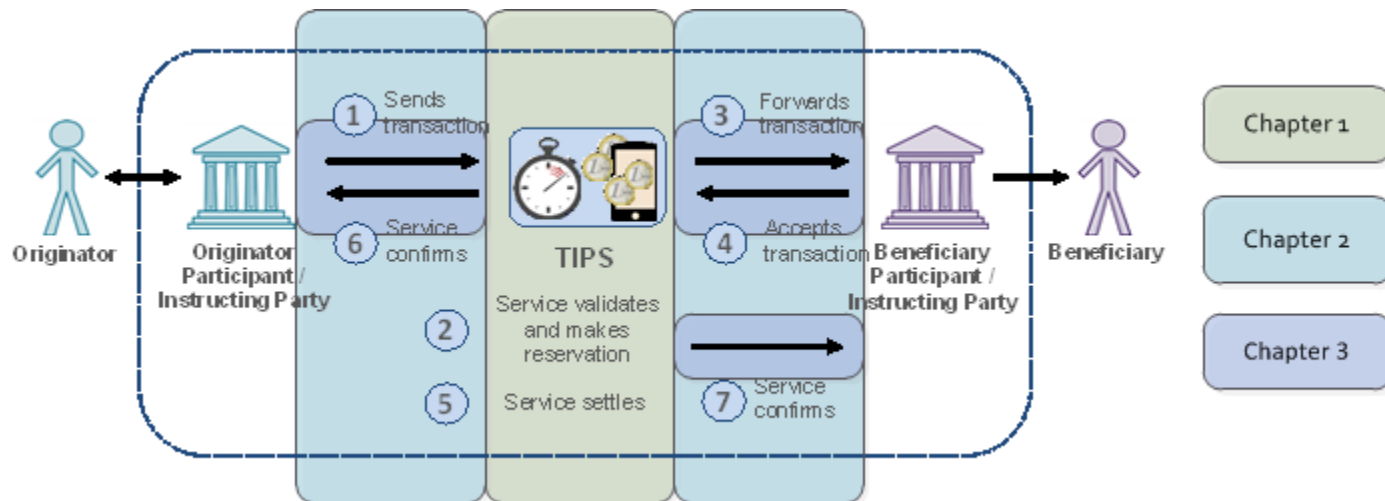 1
Sends
transaction
3
Forwards
transaction
Chapter 1
Originator
Originator
Participant /
Instructing Party
6
Service
confirms
TIPS
4
Accepts
transaction
Beneficiary
Participant /
Instructing Party
Beneficiary
Chapter 2
2
Service validates
and makes
reservation
Chapter 3
5
Service settles
7
Service
confirms